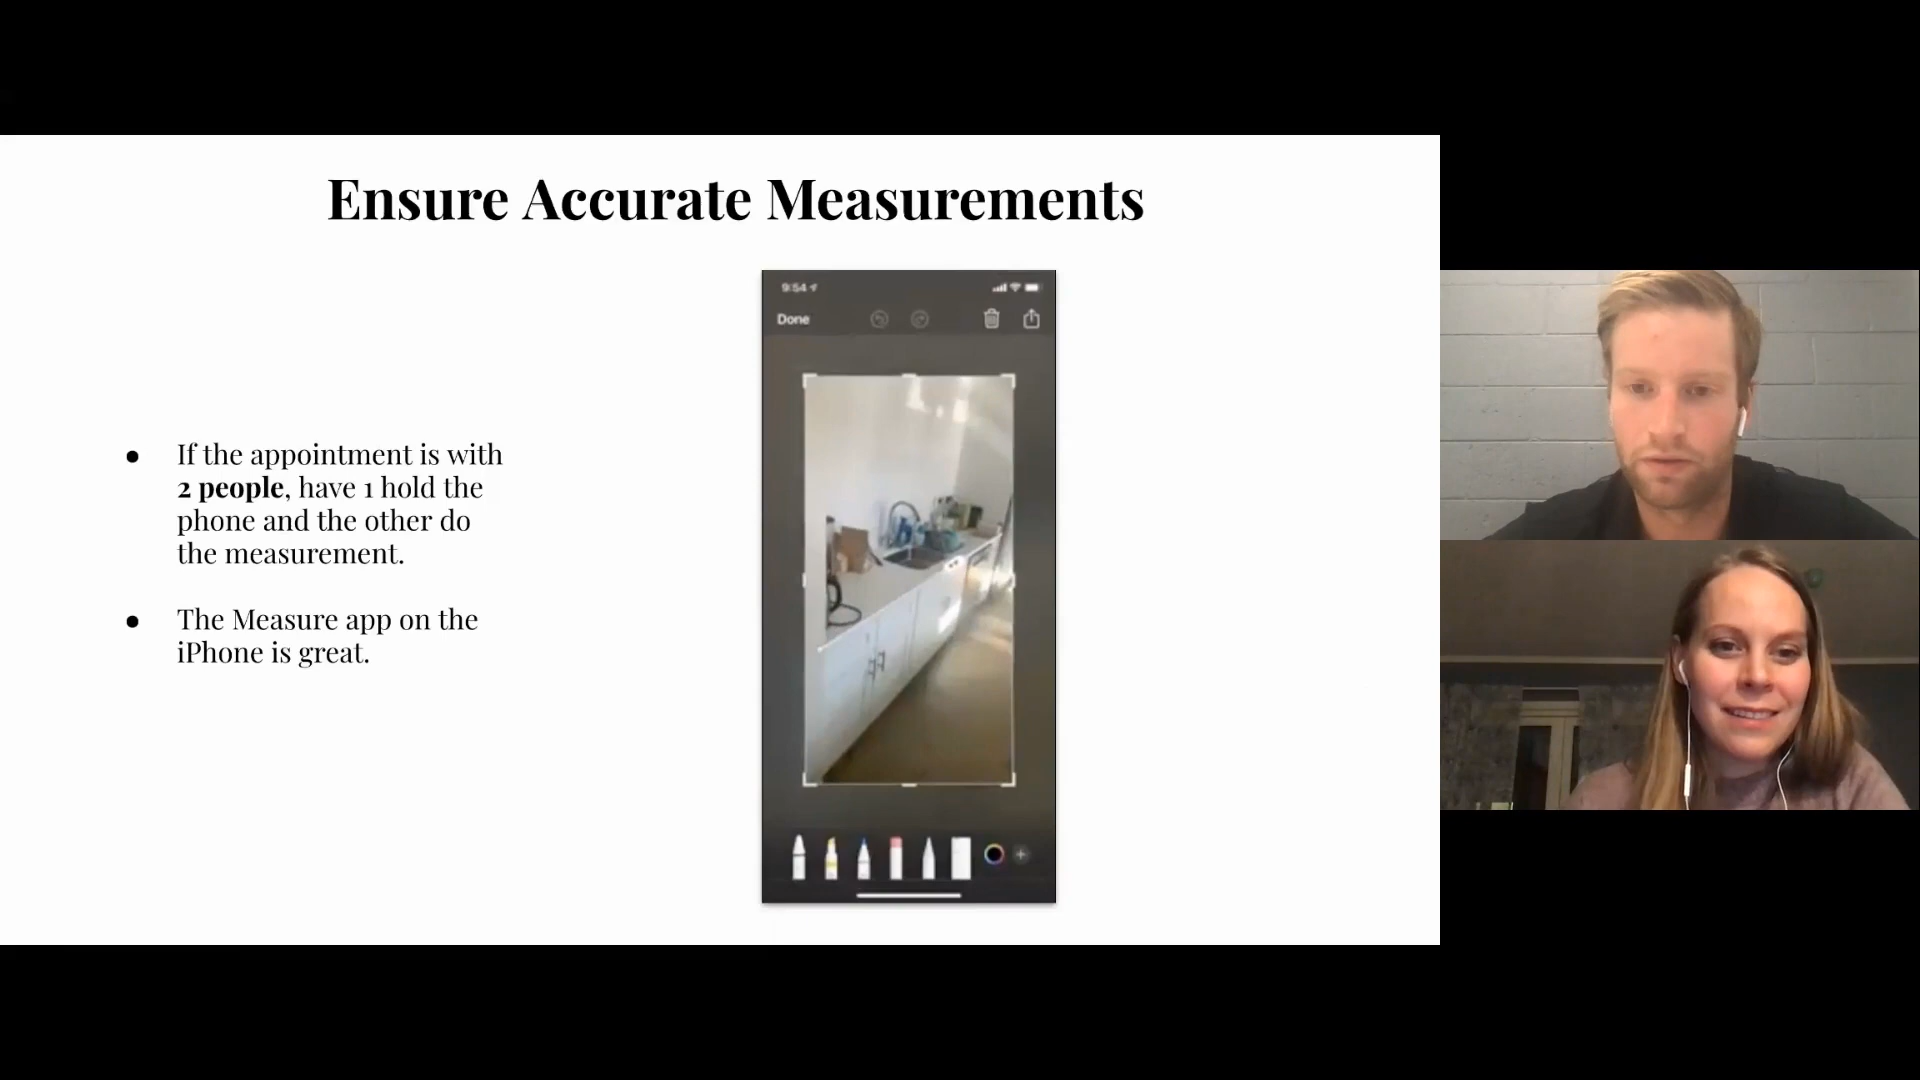 Ensure Accurate Measurements
If the appointment is with
2 people, have 1 hold the
phone and the other do
the measurement.
The Measure app on the
iPhone is great.
9:54
Done